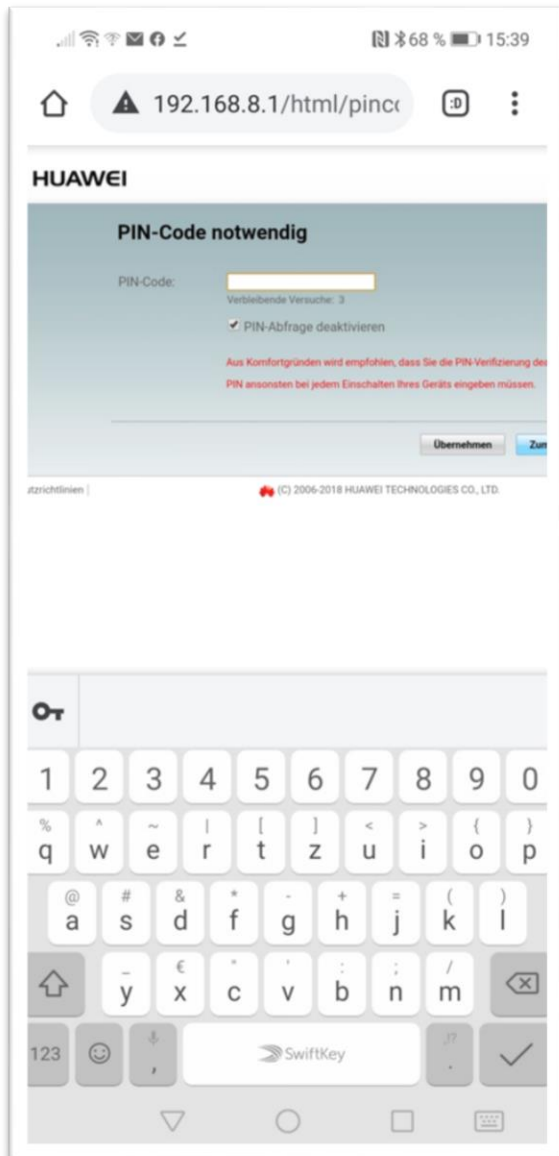 68 % 15:39
192.168.8.1/html/pinc
:D
HUAWEI
PIN-Code notwendig
PIN-Code:
Verbleibende Versuche: 3
PIN-Abfrage deaktivieren
Aus Komfortgründen wird empfohlen, dass Sie die PIN-Verifizierung dea
PIN ansonsten bei jedem Einschalten Ihres Geräts eingeben müssen.
Übernehmen Zur
utzrichtlinien | (C) 2006-2018 HUAWEI TECHNOLOGIES CO., LTD.
1 2 3 4 5 6 7 8 9 0
% ^ ~ | [ ] < > { }
q w e r t z u i o p
@ # & * - + = ( )
a s d f g h j k l
_ € " ' : ; /
y x c v b n m
123 , SwiftKey ,!? .